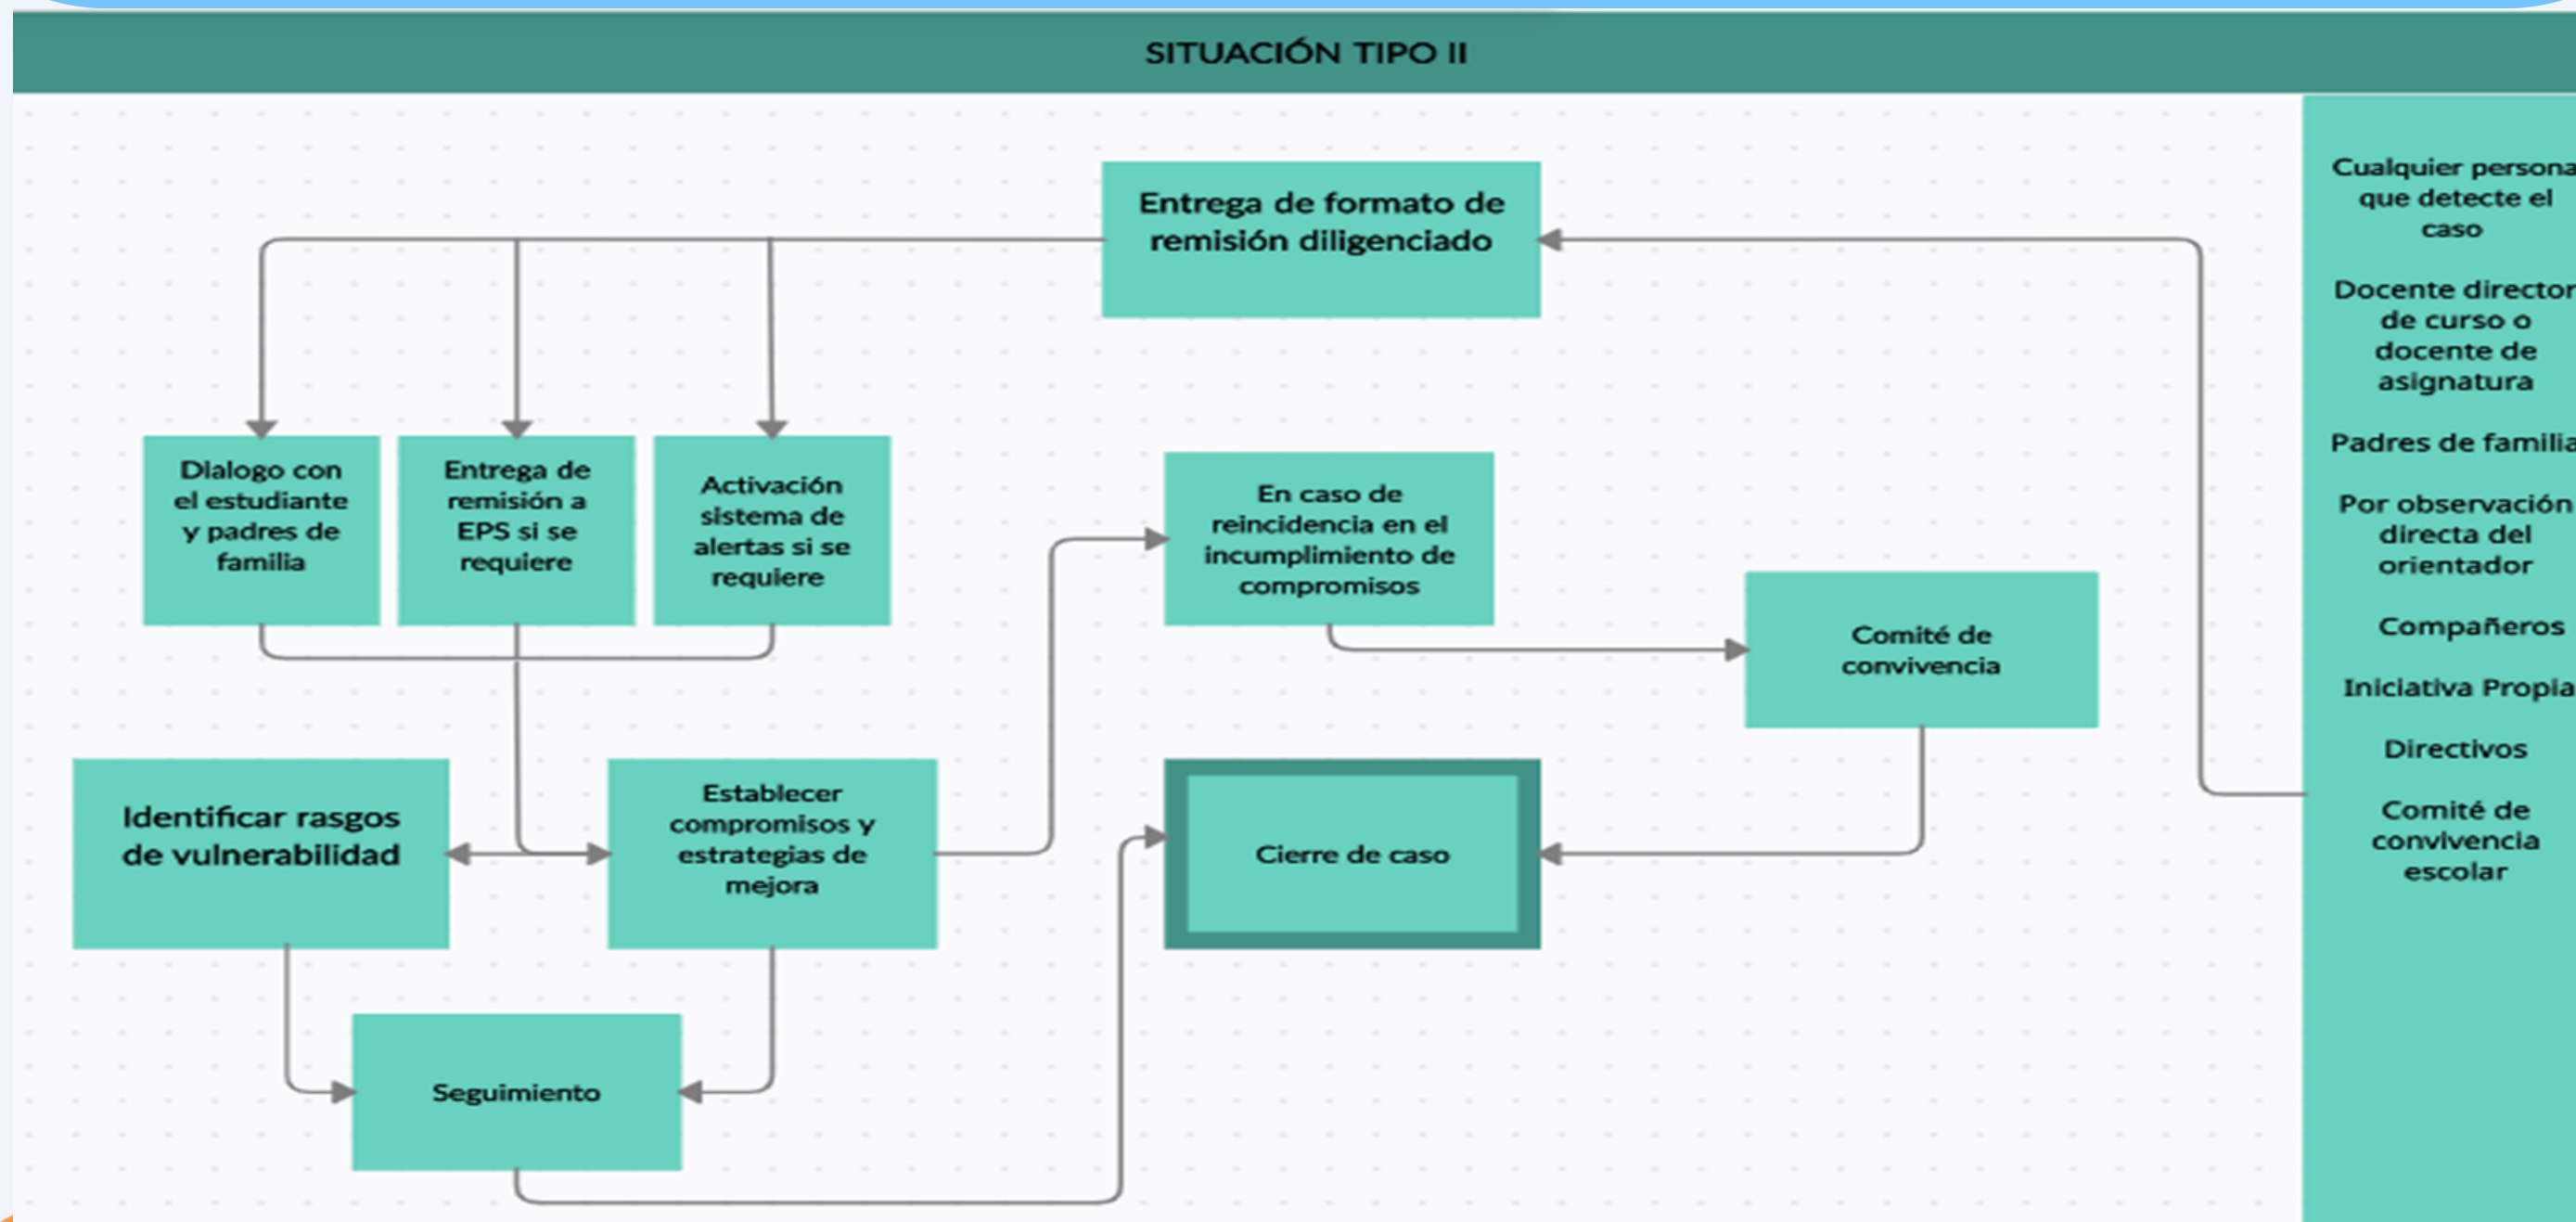 SITUACIÓN TIPO II
Entrega de formato de
remisión diligenciado
Dialogo con
el estudiante
y padres de
familia
Entrega de
remisión a
EPS si se
requiere
Activación
sistema de
alertas si se
requiere
En caso de
reincidencia en el
incumplimiento de
compromisos
Comité de
convivencia
Identificar rasgos
de vulnerabilidad
Establecer
compromisos y
estrategias de
mejora
Cierre de caso
Seguimiento
Cualquier persona
que detecte el
caso
Docente director
de curso o
docente de
asignatura
Padres de familia
Por observación
directa del
orientador
Compañeros
Iniciativa Propia
Directivos
Comité de
convivencia
escolar